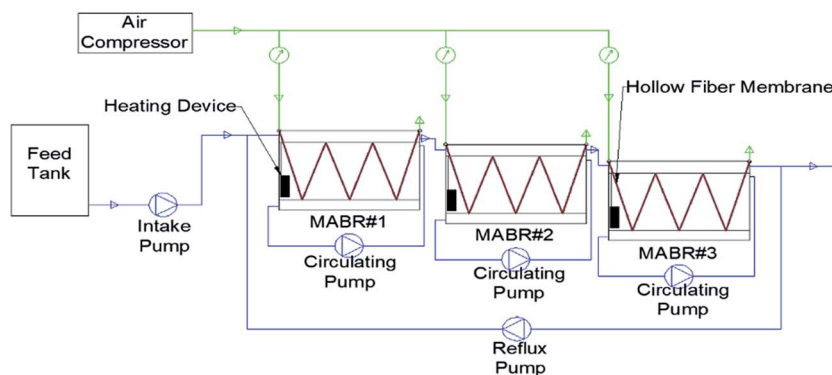 Air
Compressor
Heating Device
Hollow Fiber Membrane
Feed
Tank
Intake
Pump
MABR#1
Circulating
Pump
MABR#2
Circulating
Pump
MABR#3
Circulating
Pump
Reflux
Pump